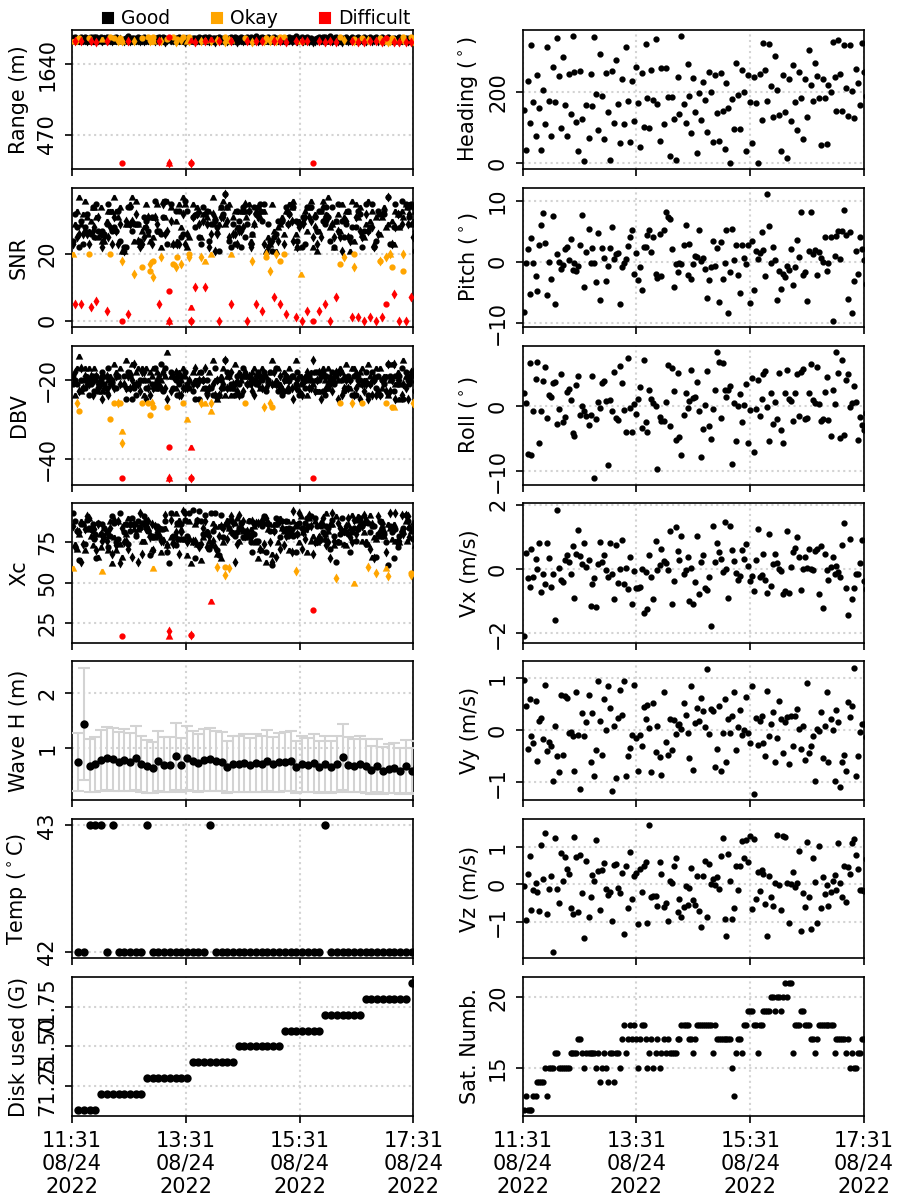 Good Okay Difficult
Range (m)
1640
470
Heading (°)
200
0
SNR
20
0
Pitch (°)
10
0
−10
DBV
−20
−40
Roll (°)
0
−10
Xc
75
50
25
Vx (m/s)
2
0
−2
Wave H (m)
2
1
Vy (m/s)
1
0
−1
Temp (°C)
43
42
Vz (m/s)
1
0
−1
Disk used (G)
71.75
71.50
71.25
Sat. Numb.
20
15
11:31 13:31 15:31 17:31 11:31 13:31 15:31 17:31
08/24 08/24 08/24 08/24 08/24 08/24 08/24 08/24
2022 2022 2022 2022 2022 2022 2022 2022